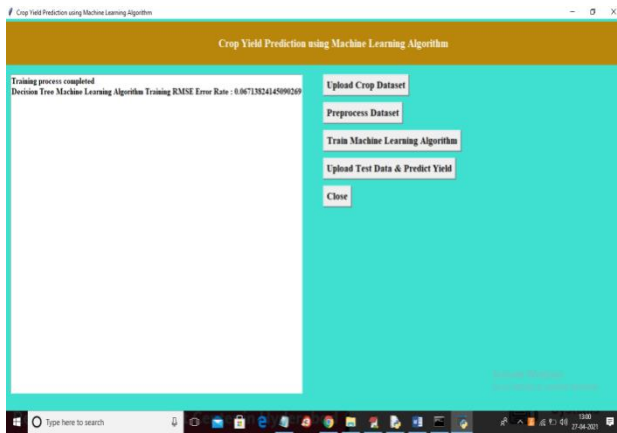 Crop Yield Prediction using Machine Learning Algorithm
Crop Yield Prediction using Machine Learning Algorithm
Training process completed
Decision Tree Machine Learning Algorithm Training RMSE Error Rate : 0.06713824145090269
Upload Crop Dataset
Preprocess Dataset
Train Machine Learning Algorithm
Upload Test Data & Predict Yield
Close
Type here to search
13:00
27-04-2021